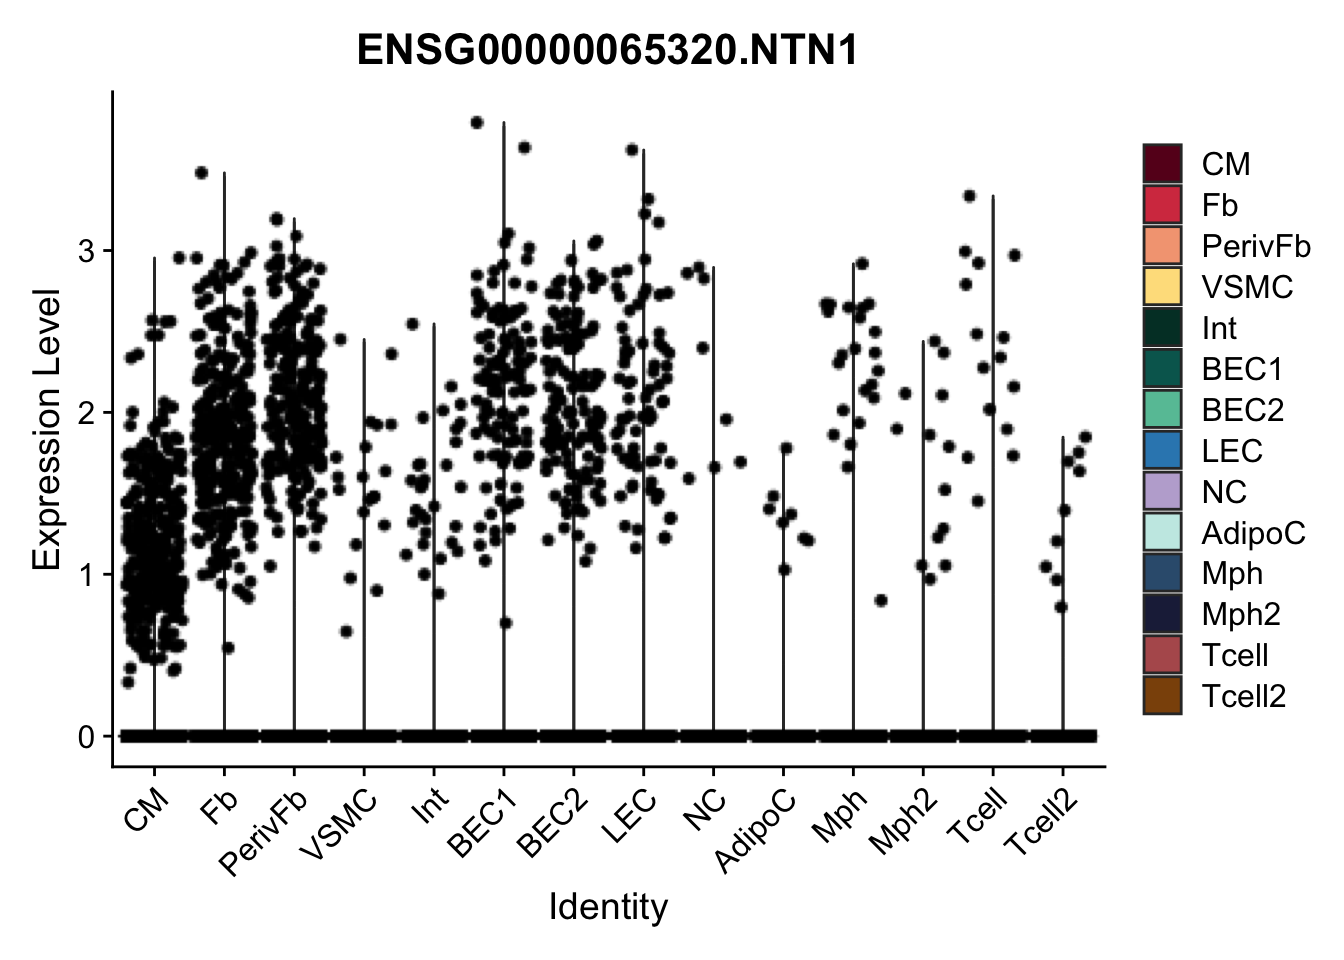 ENSG00000065320.NTN1
Expression Level
3
2
1
0
CM
Fb
PerivFb
VSMC
Int
BEC1
BEC2
LEC
NC
AdipoC
Mph
Mph2
Tcell
Tcell2
Identity
CM
Fb
PerivFb
VSMC
Int
BEC1
BEC2
LEC
NC
AdipoC
Mph
Mph2
Tcell
Tcell2